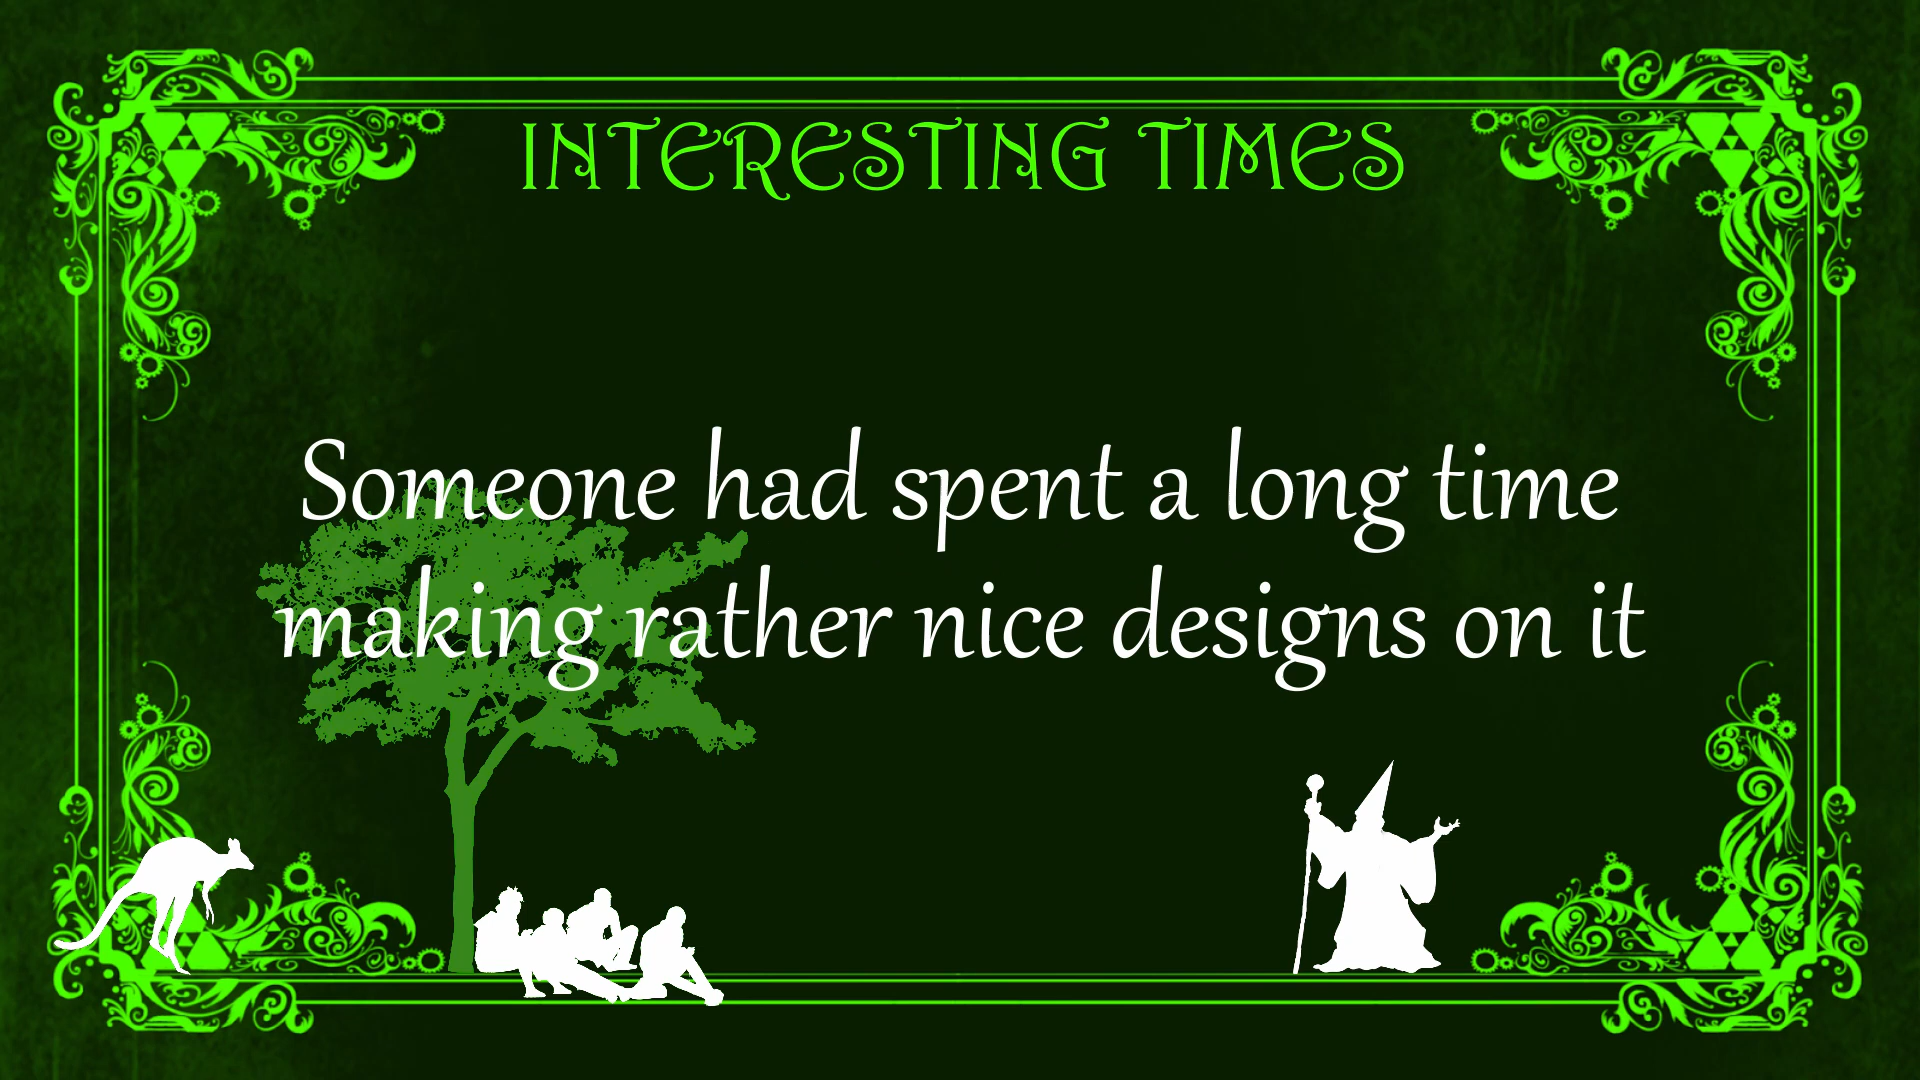 INTERESTING TIMES
Someone had spent a long time
making rather nice designs on it